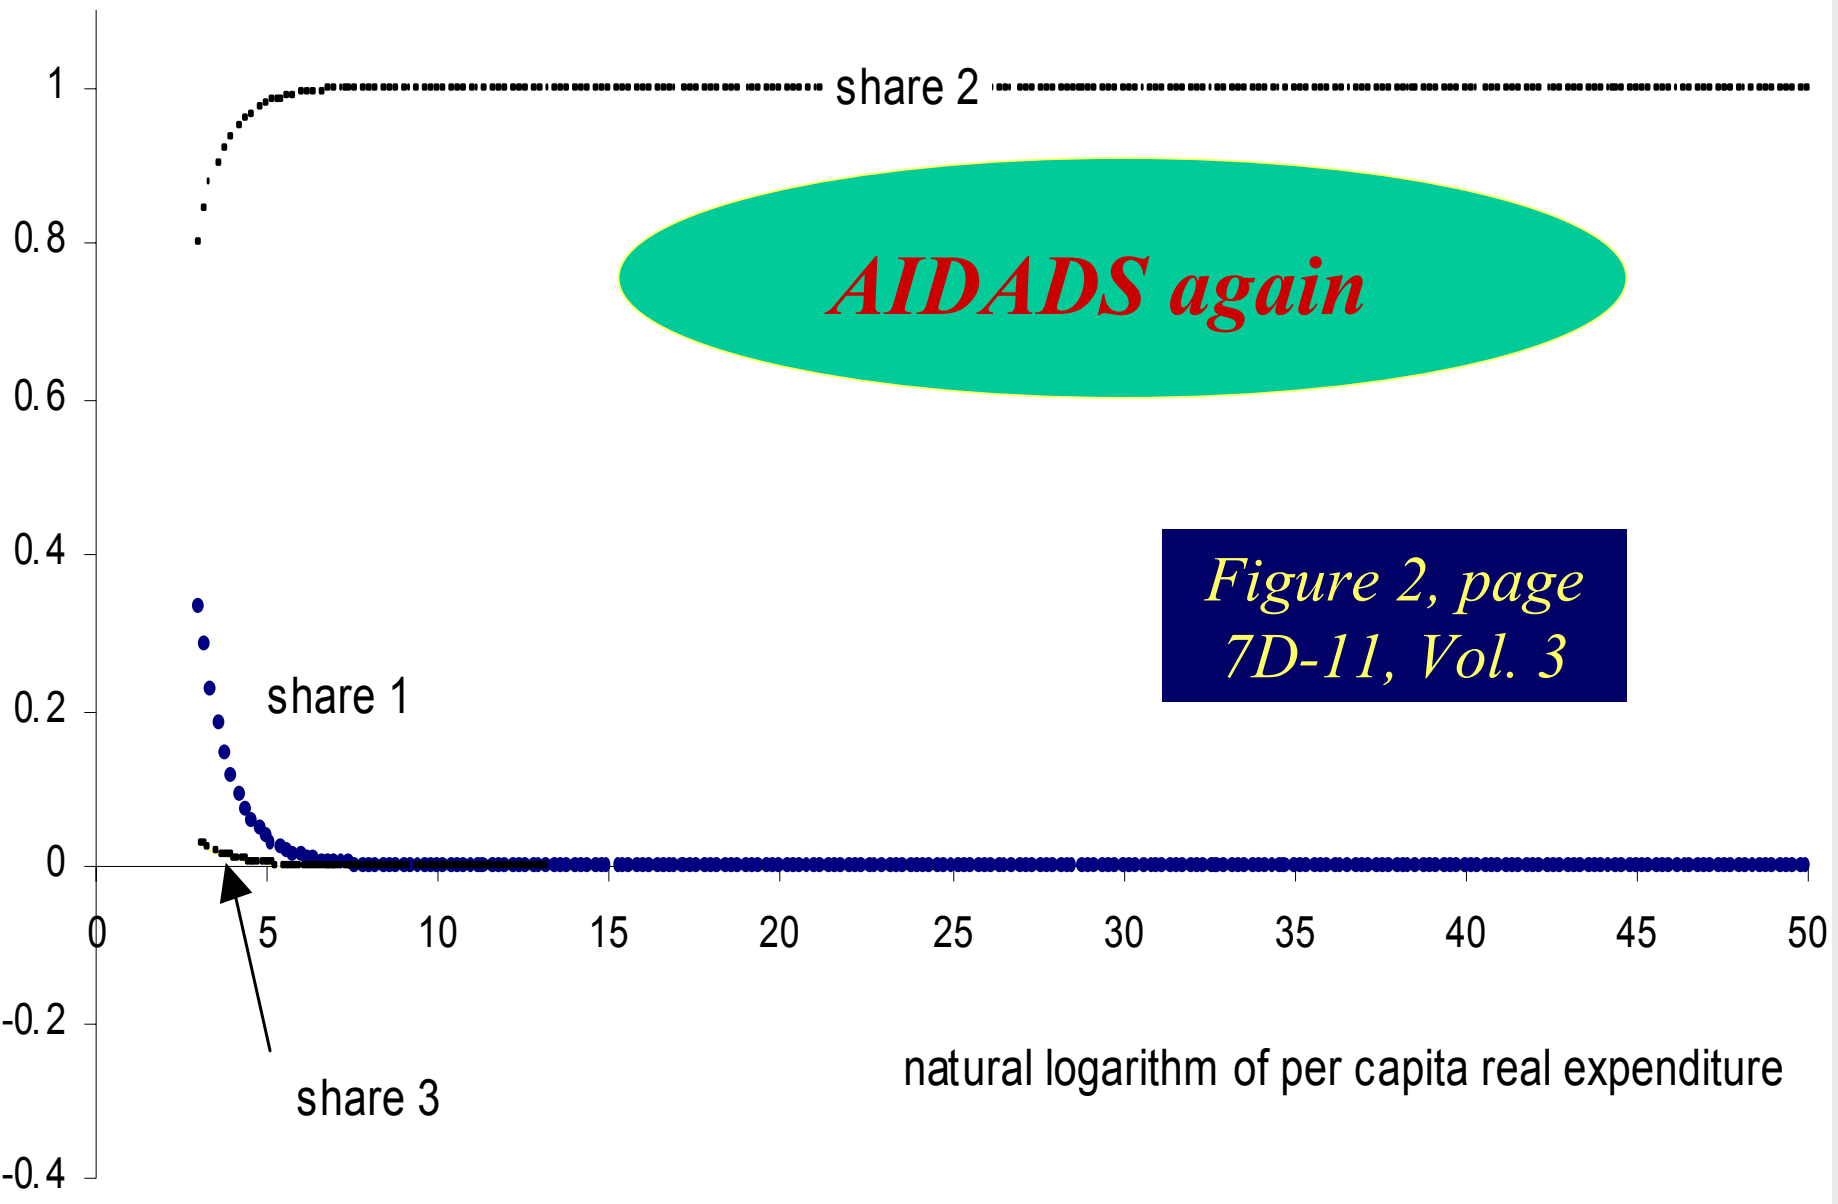 1
share 2
0.8
AIDADS again
0.6
0.4
Figure 2, page
7D-11, Vol. 3
share 1
0.2
0
0 5 10 15 20 25 30 35 40 45 50
-0.2
natural logarithm of per capita real expenditure
share 3
-0.4